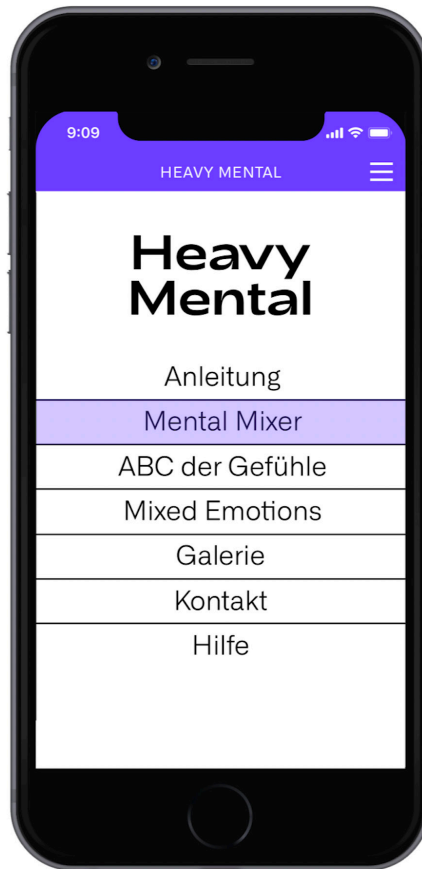 9:09
HEAVY MENTAL
Heavy
Mental
Anleitung
Mental Mixer
ABC der Gefühle
Mixed Emotions
Galerie
Kontakt
Hilfe